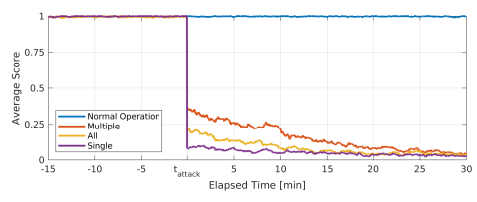 Average Score
1
0.75
0.5
0.25
0
Normal Operation
Multiple
All
Single
-15 -10 -5 t_attack 5 10 15 20 25 30
Elapsed Time [min]